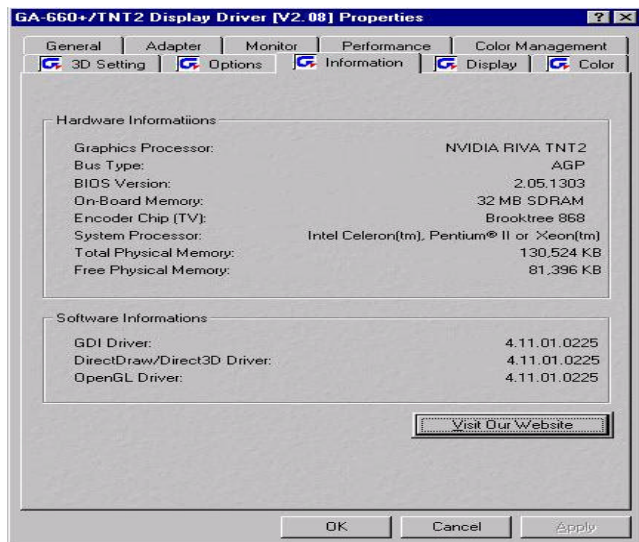 GA-660+/TNT2 Display Driver [V2.08] Properties
General Adapter Monitor Performance Color Management
3D Setting Options Information Display Color
Hardware Informatiions
Graphics Processor: NVIDIA RIVA TNT2
Bus Type: AGP
BIOS Version: 2.05.1303
On-Board Memory: 32 MB SDRAM
Encoder Chip (TV): Brooktree 868
System Processor: Intel Celeron(tm), Pentium® II or Xeon(tm)
Total Physical Memory: 130,524 KB
Free Physical Memory: 81,396 KB
Software Informations
GDI Driver: 4.11.01.0225
DirectDraw/Direct3D Driver: 4.11.01.0225
OpenGL Driver: 4.11.01.0225
Visit Our Website
OK Cancel Apply